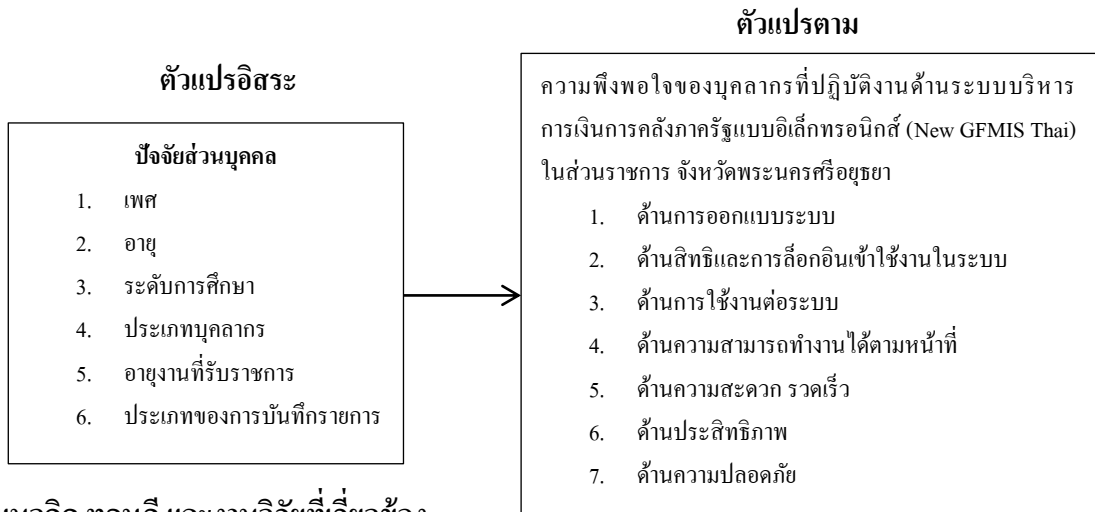 ตัวแปรอิสระ
ปัจจัยส่วนบุคคล
1. เพศ
2. อายุ
3. ระดับการศึกษา
4. ประเภทบุคลากร
5. อายุงานที่รับราชการ
6. ประเภทของการบันทึกรายการ
ตัวแปรตาม
ความพึงพอใจของบุคลากรที่ปฏิบัติงานด้านระบบบริหาร
การเงินการคลังภาครัฐแบบอิเล็กทรอนิกส์ (New GFMIS Thai)
ในส่วนราชการ จังหวัดพระนครศรีอยุธยา
1. ด้านการออกแบบระบบ
2. ด้านสิทธิและการล็อกอินเข้าใช้งานในระบบ
3. ด้านการใช้งานต่อระบบ
4. ด้านความสามารถทำงานได้ตามหน้าที่
5. ด้านความสะดวก รวดเร็ว
6. ด้านประสิทธิภาพ
7. ด้านความปลอดภัย